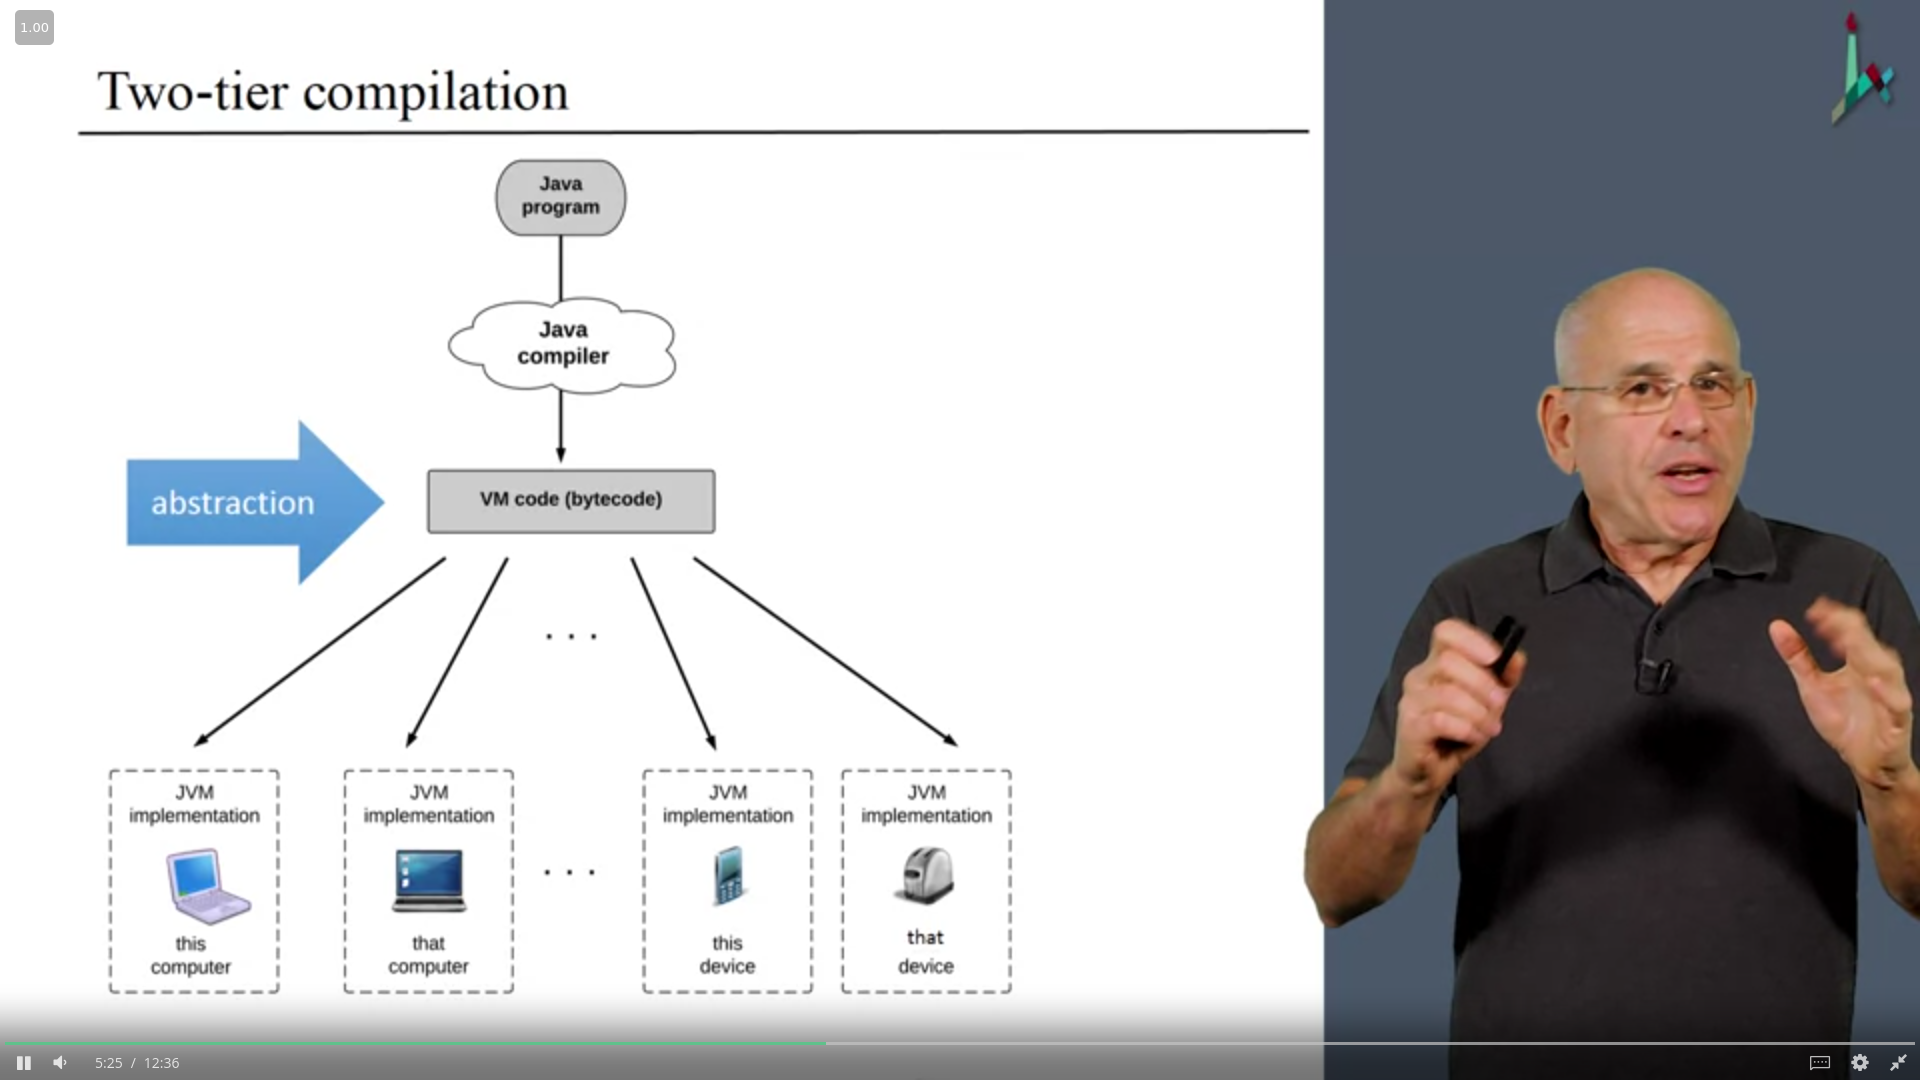 1.00
Two-tier compilation
Java
program
Java
compiler
abstraction
VM code (bytecode)
. . .
JVM
implementation
this
computer
JVM
implementation
that
computer
. . .
JVM
implementation
this
device
JVM
implementation
that
device
5:25 / 12:36